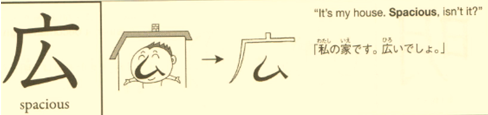 広
spacious
"It's my house. Spacious, isn't it?"
「私の家です。広いでしょ。」
わたし いえ ひろ
広